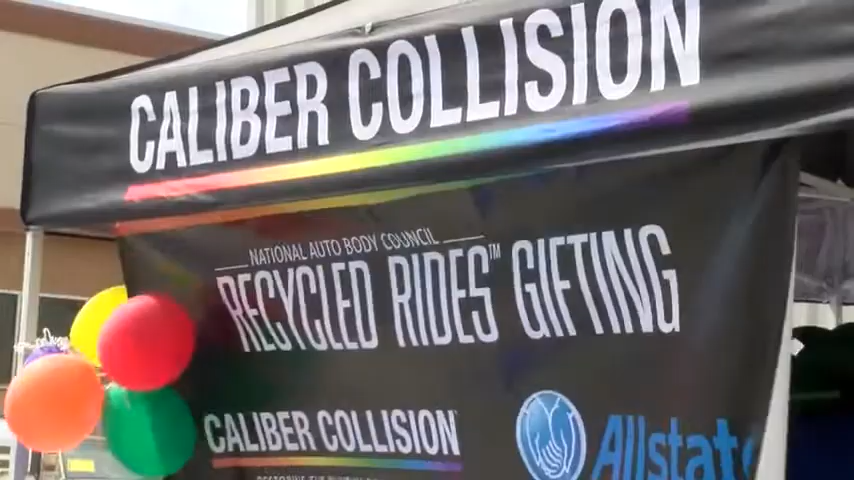 CALIBER COLLISION
NATIONAL AUTO BODY COUNCIL
RECYCLED RIDES™ GIFTING
CALIBER COLLISION
Allstate